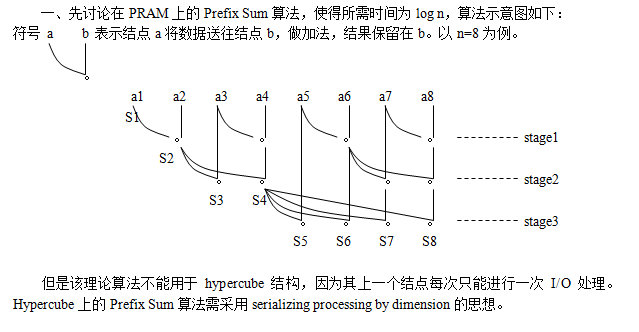 一、先讨论在 PRAM 上的 Prefix Sum 算法，使得所需时间为 log n，算法示意图如下：
符号 a b 表示结点 a 将数据送往结点 b，做加法，结果保留在 b。以 n=8 为例。
a1 a2 a3 a4 a5 a6 a7 a8
S1
stage1
S2
stage2
S3 S4
stage3
S5 S6 S7 S8
但是该理论算法不能用于 hypercube 结构，因为其上一个结点每次只能进行一次 I/O 处理。
Hypercube 上的 Prefix Sum 算法需采用 serializing processing by dimension 的思想。